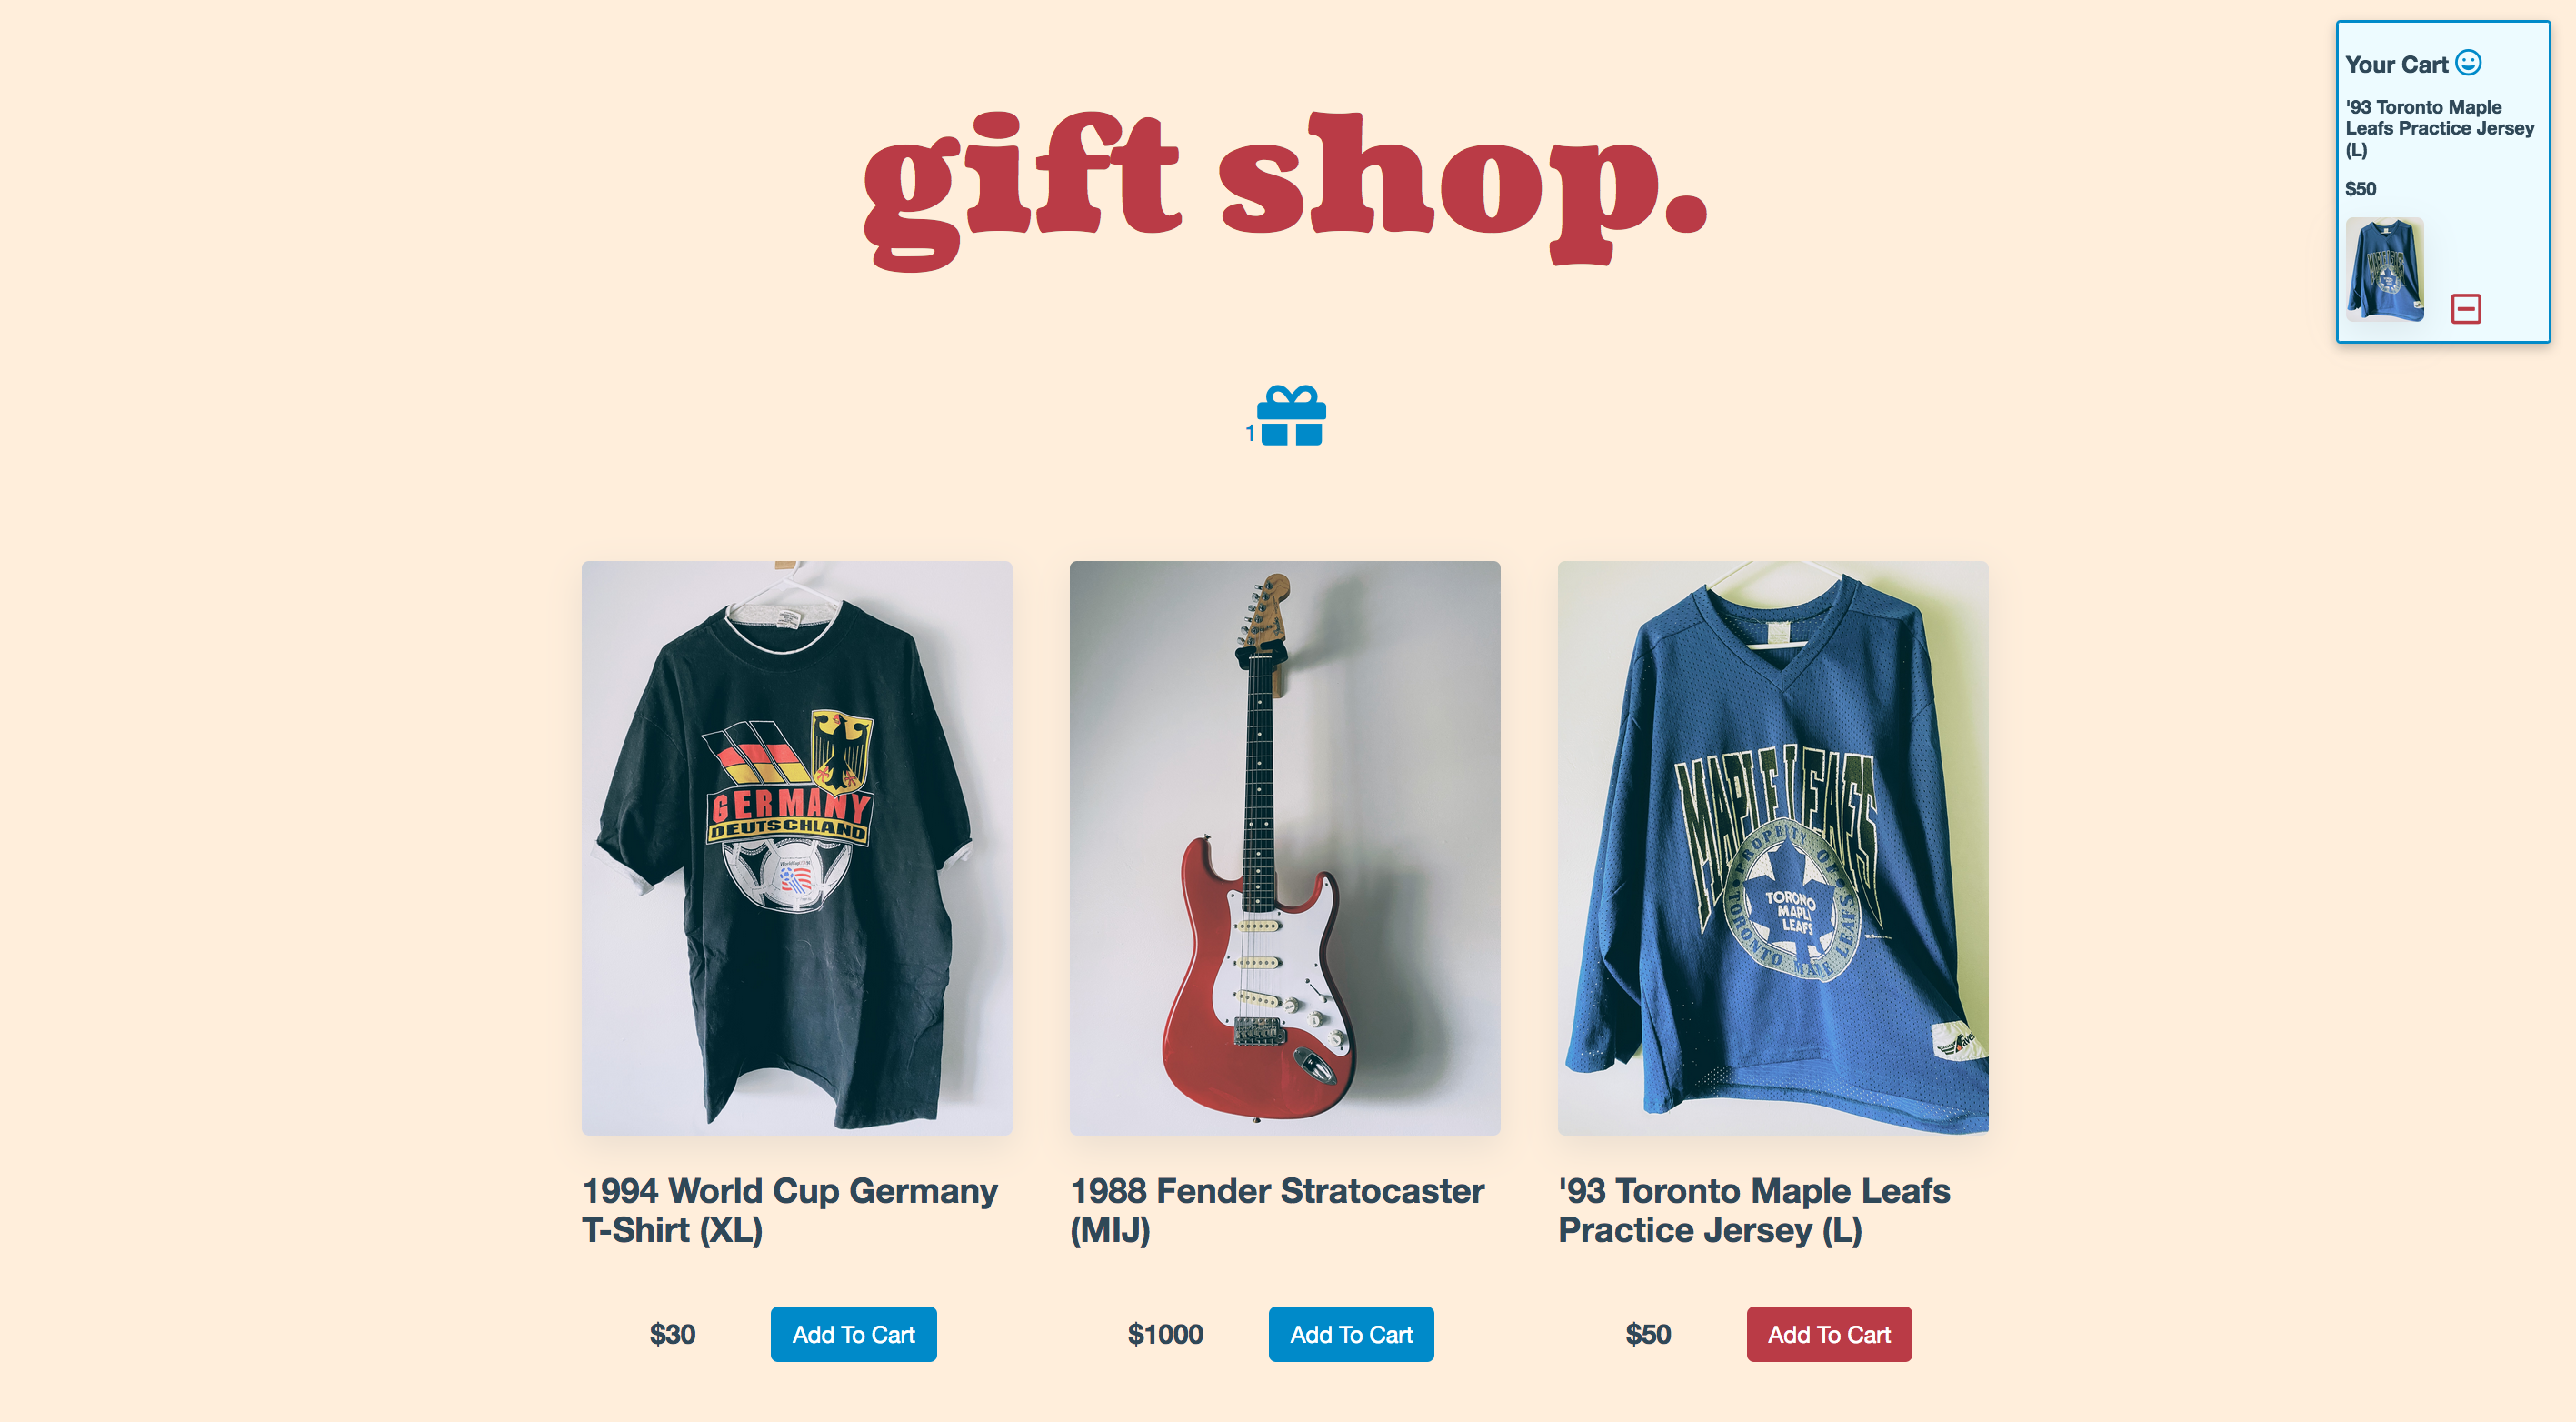 gift shop.
Your Cart
'93 Toronto Maple
Leafs Practice Jersey
(L)
$50
1
GERMANY
DEUTSCHLAND
WorldCup
MAPLE LEAFS
PROPERTY OF
TORONTO MAPLE LEAFS
TORONTO
MAPLE
LEAFS
1994 World Cup Germany
T-Shirt (XL)
1988 Fender Stratocaster
(MIJ)
'93 Toronto Maple Leafs
Practice Jersey (L)
$30
Add To Cart
$1000
Add To Cart
$50
Add To Cart